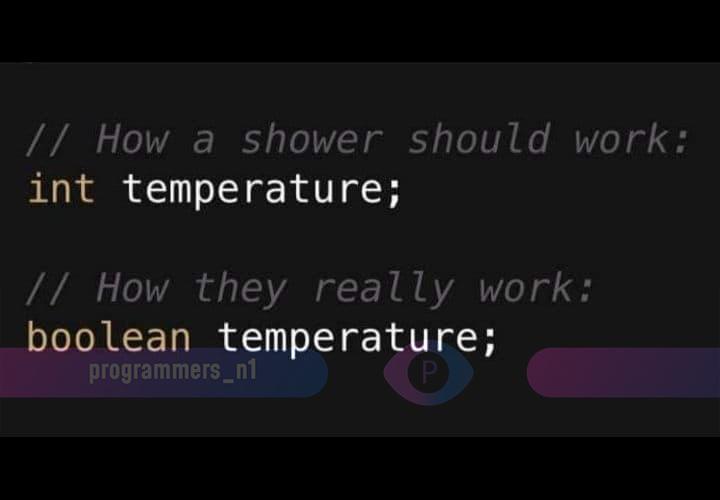 // How a shower should work:
int temperature;
// How they really work:
boolean temperature;
programmers_n1
P